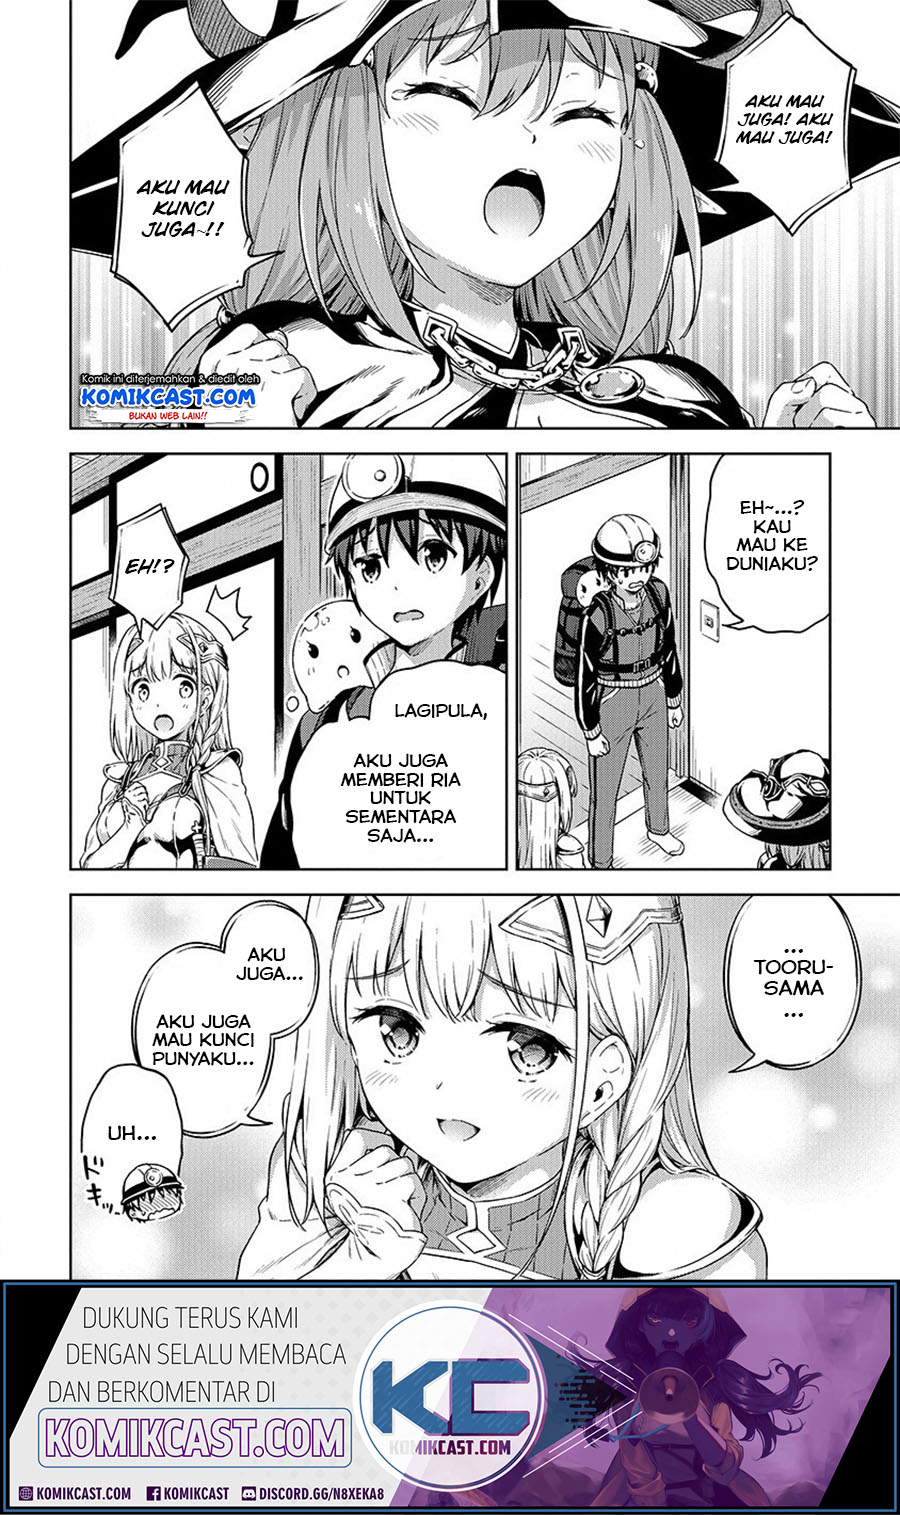 AKU MAU
JUGA! AKU
MAU JUGA!
AKU MAU
KUNCI
JUGA~!!
Komik ini diterjemahkan & diedit oleh
KOMIKCAST.COM
BUKAN WEB LAIN!!
EH~...?
KAU
MAU KE
DUNIAKU?
LAGIPULA,
AKU JUGA
MEMBERI RIA
UNTUK
SEMENTARA
SAJA...
EH!?
...
TOORU-
SAMA
...
AKU
JUGA...
AKU JUGA
MAU KUNCI
PUNYAKU...
UH...
ドキッ
DUKUNG TERUS KAMI
DENGAN SELALU MEMBACA
DAN BERKOMENTAR DI
KOMIKCAST.COM
KC
KOMIKCAST.COM
KOMIKCAST.COM
KOMIKCAST
DISCORD.GG/N8XEKA8